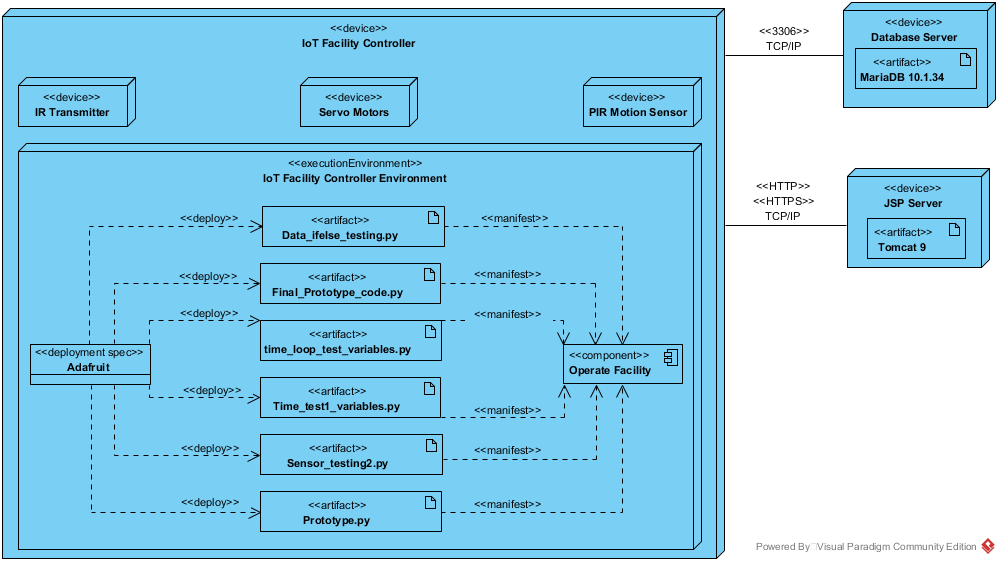 <<device>>
IoT Facility Controller
<<device>>
IR Transmitter
<<device>>
Servo Motors
<<device>>
PIR Motion Sensor
<<executionEnvironment>>
IoT Facility Controller Environment
<<deploy>>
<<artifact>>
Data_ifelse_testing.py
<<manifest>>
<<deploy>>
<<artifact>>
Final_Prototype_code.py
<<manifest>>
<<deploy>>
<<artifact>>
time_loop_test_variables.py
<<manifest>>
<<deployment spec>>
Adafruit
<<component>>
Operate Facility
<<deploy>>
<<artifact>>
Time_test1_variables.py
<<manifest>>
<<deploy>>
<<artifact>>
Sensor_testing2.py
<<manifest>>
<<deploy>>
<<artifact>>
Prototype.py
<<manifest>>
<<3306>>
TCP/IP
<<device>>
Database Server
<<artifact>>
MariaDB 10.1.34
<<HTTP>>
<<HTTPS>>
TCP/IP
<<device>>
JSP Server
<<artifact>>
Tomcat 9
Powered By Visual Paradigm Community Edition